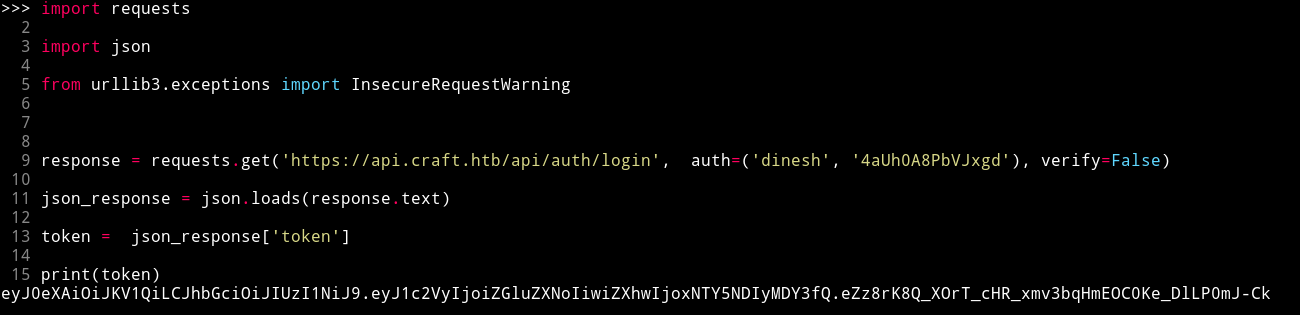 >>> import requests
2
3 import json
4
5 from urllib3.exceptions import InsecureRequestWarning
6
7
8
9 response = requests.get('https://api.craft.htb/api/auth/login',  auth=('dinesh', '4aUh0A8PbVJxgd'), verify=False)
10
11 json_response = json.loads(response.text)
12
13 token =  json_response['token']
14
15 print(token)
eyJ0eXAiOiJKV1QiLCJhbGciOiJIUzI1NiJ9.eyJ1c2VyIjoiZGluZXNoIiwiZXhwIjoxNTY5NDIyMDY3fQ.eZz8rK8Q_XOrT_cHR_xmv3bqHmEOC0Ke_DlLP0mJ-Ck